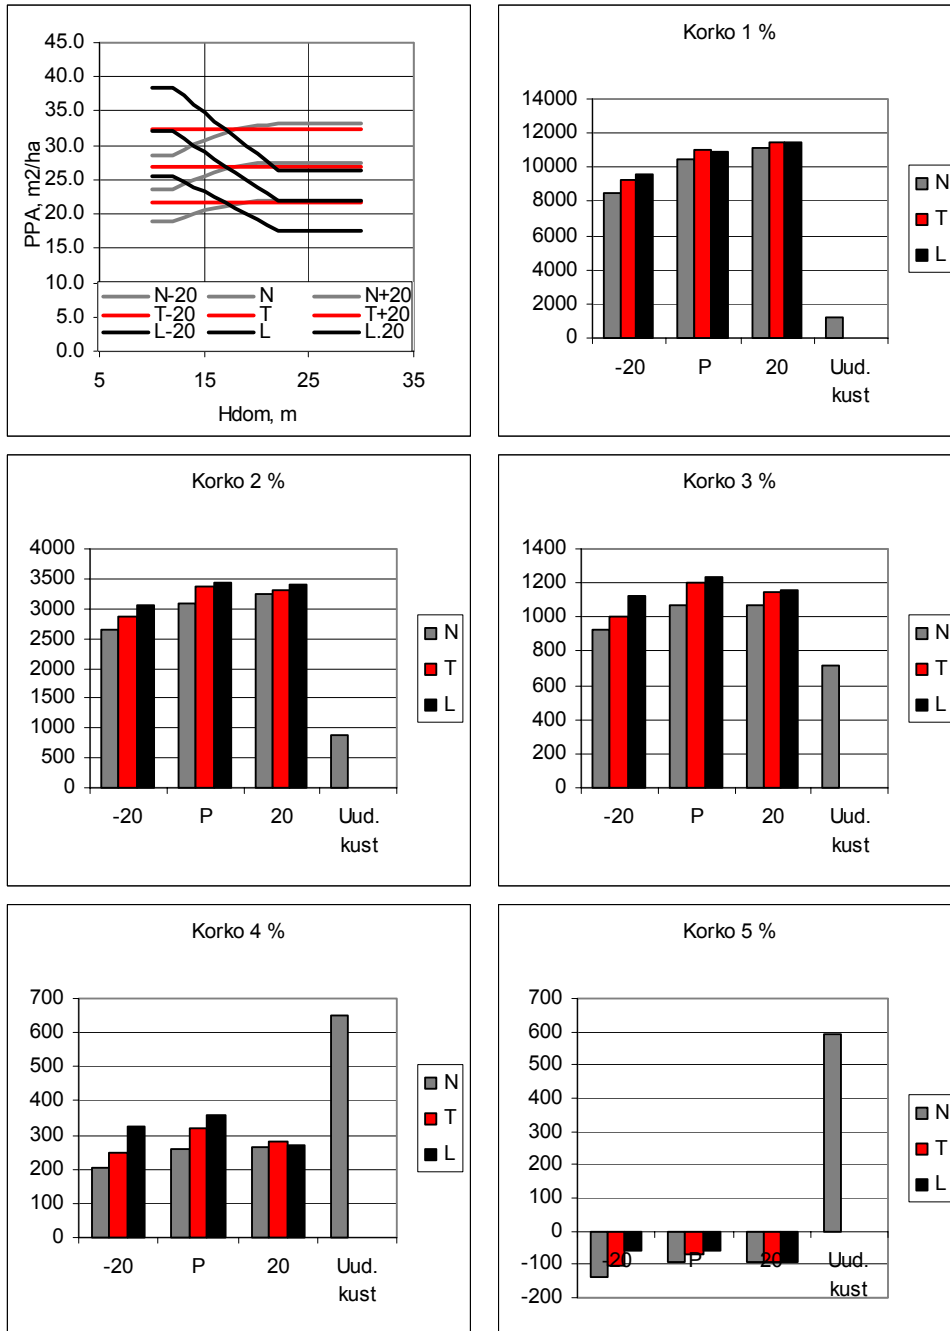 45.0
40.0
35.0
30.0
25.0
20.0
15.0
10.0
5.0
0.0
PPA, m2/ha
N-20 N N+20
T-20 T T+20
L-20 L L.20
5 15 25 35
Hdom, m
Korko 1 %
14000
12000
10000
8000
6000
4000
2000
0
-20 P 20 Uud.
kust
N
T
L
Korko 2 %
4000
3500
3000
2500
2000
1500
1000
500
0
-20 P 20 Uud.
kust
N
T
L
Korko 3 %
1400
1200
1000
800
600
400
200
0
-20 P 20 Uud.
kust
N
T
L
Korko 4 %
700
600
500
400
300
200
100
0
-20 P 20 Uud.
kust
N
T
L
Korko 5 %
700
600
500
400
300
200
100
0
-100
-200
-20 P 20 Uud.
kust
N
T
L